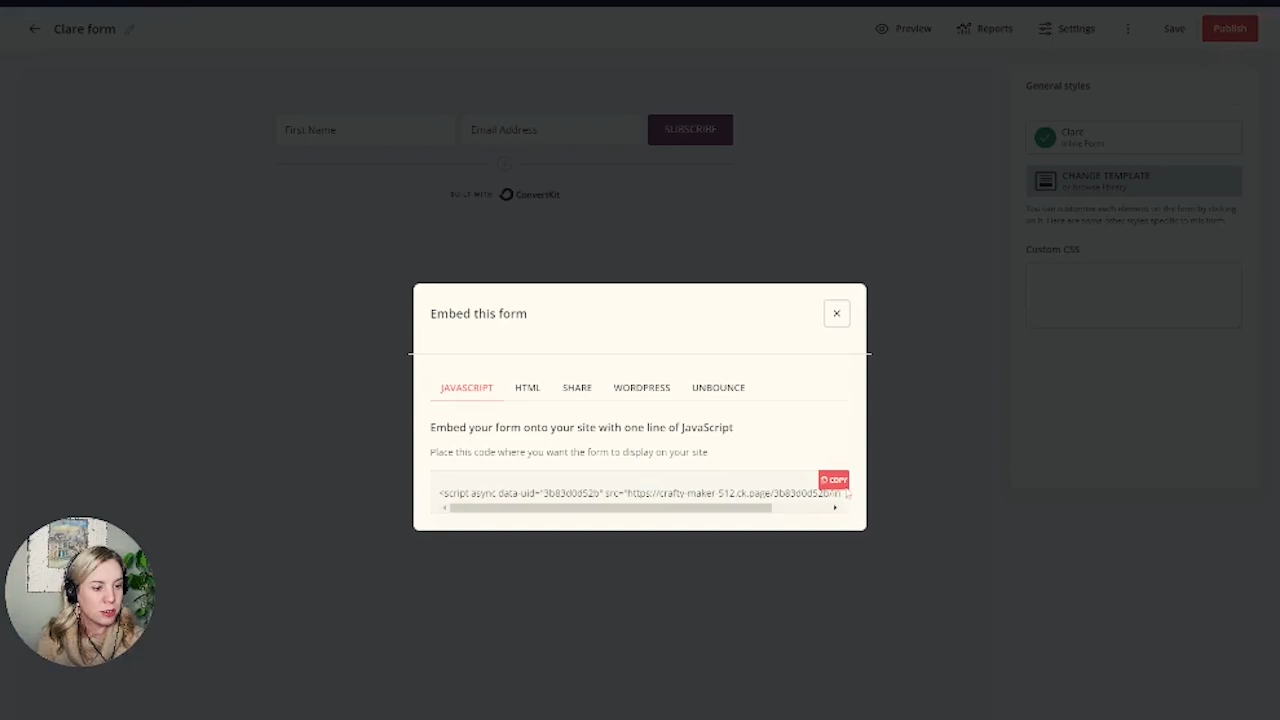 Clare form
Preview
Reports
Settings
Save
Publish
General styles
First Name
Email Address
SUBSCRIBE
Clare
Inline Form
CHANGE TEMPLATE
or browse library
BUILT WITH ConvertKit
You can customize each element on the form by clicking
on it. Here are some other styles specific to this form.
Custom CSS
Embed this form
JAVASCRIPT
HTML
SHARE
WORDPRESS
UNBOUNCE
Embed your form onto your site with one line of JavaScript
Place this code where you want the form to display on your site
COPY
<script async data-uid="3b83d0d52b" src="https://crafty-maker-512.ck.page/3b83d0d52b/in